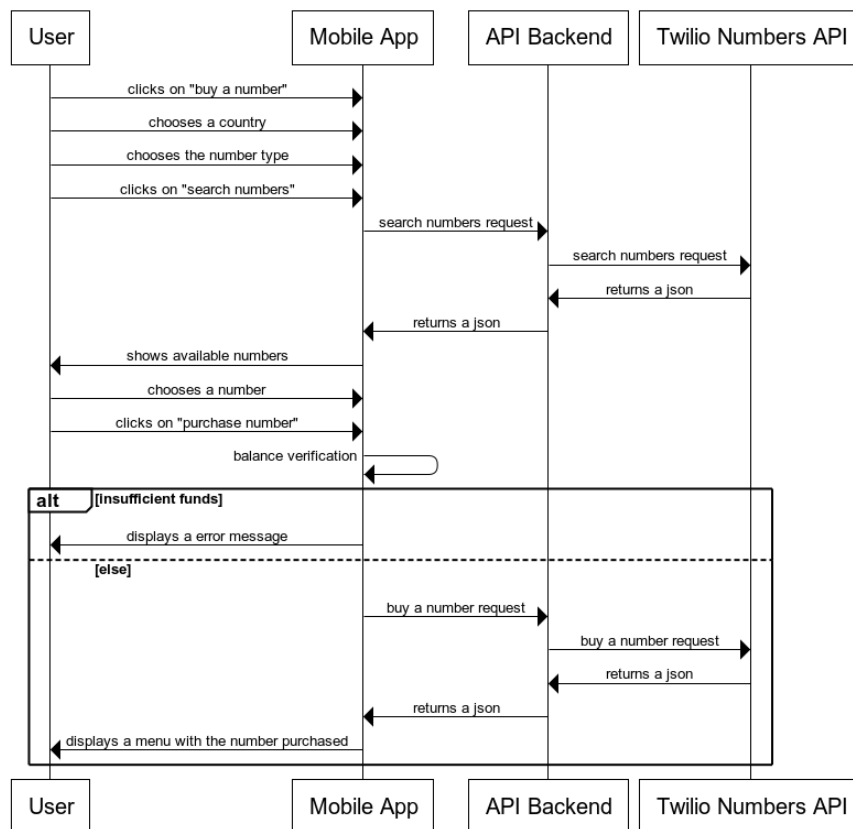 User
Mobile App
API Backend
Twilio Numbers API
clicks on "buy a number"
chooses a country
chooses the number type
clicks on "search numbers"
search numbers request
search numbers request
returns a json
returns a json
shows available numbers
chooses a number
clicks on "purchase number"
balance verification
alt
[insufficient funds]
displays a error message
[else]
buy a number request
buy a number request
returns a json
returns a json
displays a menu with the number purchased
User
Mobile App
API Backend
Twilio Numbers API